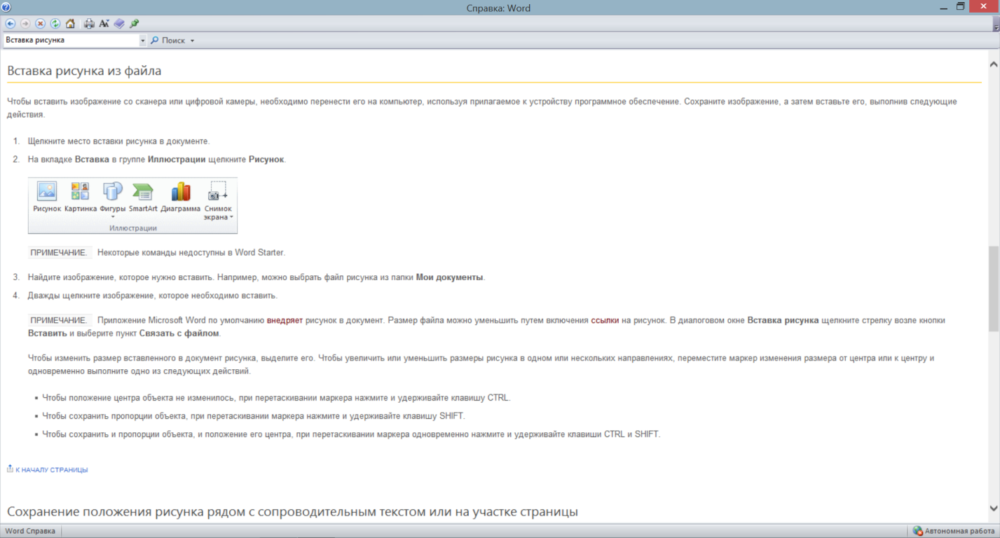 Справка: Word
Вставка рисунка
Поиск
Вставка рисунка из файла
Чтобы вставить изображение со сканера или цифровой камеры, необходимо перенести его на компьютер, используя прилагаемое к устройству программное обеспечение. Сохраните изображение, а затем вставьте его, выполнив следующие
действия.
1. Щелкните место вставки рисунка в документе.
2. На вкладке Вставка в группе Иллюстрации щелкните Рисунок.
Рисунок Картинка Фигуры SmartArt Диаграмма Снимок
экрана
Иллюстрации
ПРИМЕЧАНИЕ. Некоторые команды недоступны в Word Starter.
3. Найдите изображение, которое нужно вставить. Например, можно выбрать файл рисунка из папки Мои документы.
4. Дважды щелкните изображение, которое необходимо вставить.
ПРИМЕЧАНИЕ. Приложение Microsoft Word по умолчанию внедряет рисунок в документ. Размер файла можно уменьшить путем включения ссылки на рисунок. В диалоговом окне Вставка рисунка щелкните стрелку возле кнопки
Вставить и выберите пункт Связать с файлом.
Чтобы изменить размер вставленного в документ рисунка, выделите его. Чтобы увеличить или уменьшить размеры рисунка в одном или нескольких направлениях, переместите маркер изменения размера от центра или к центру и
одновременно выполните одно из следующих действий.
▪ Чтобы положение центра объекта не изменилось, при перетаскивании маркера нажмите и удерживайте клавишу CTRL.
▪ Чтобы сохранить пропорции объекта, при перетаскивании маркера нажмите и удерживайте клавишу SHIFT.
▪ Чтобы сохранить и пропорции объекта, и положение его центра, при перетаскивании маркера одновременно нажмите и удерживайте клавиши CTRL и SHIFT.
К НАЧАЛУ СТРАНИЦЫ
Сохранение положения рисунка рядом с сопроводительным текстом или на участке страницы
Word Справка
Автономная работа